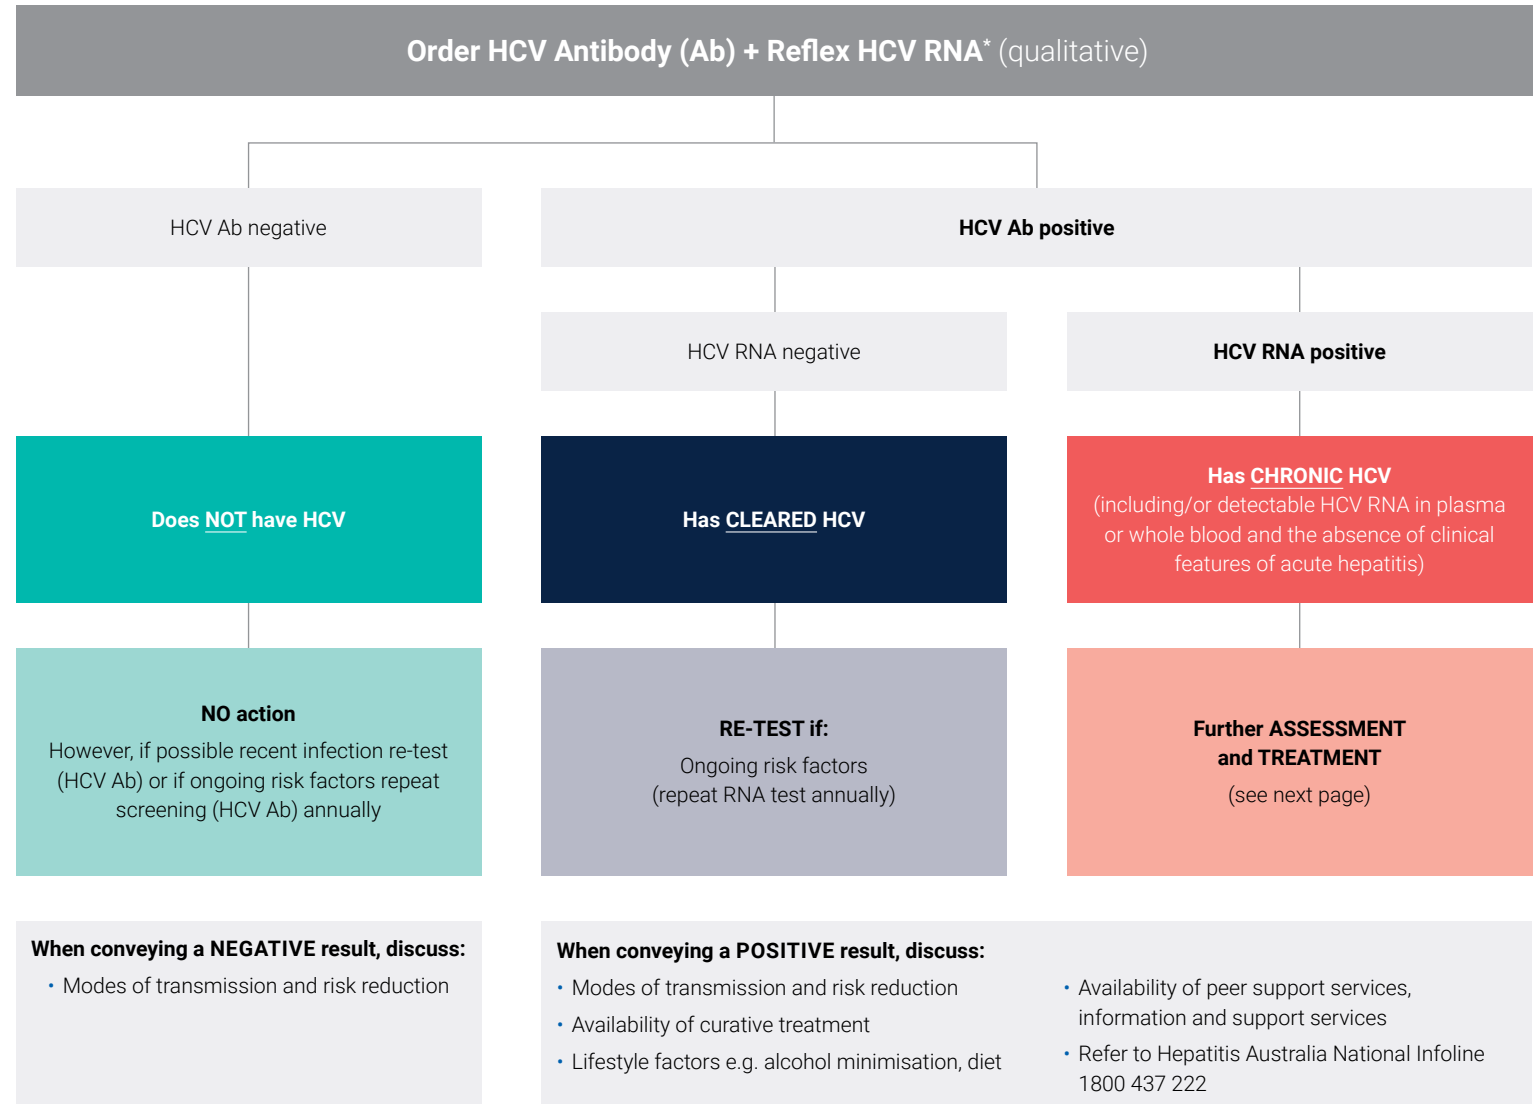 Order HCV Antibody (Ab) + Reflex HCV RNA* (qualitative)
HCV Ab negative
HCV Ab positive
HCV RNA negative
HCV RNA positive
Does NOT have HCV
Has CLEARED HCV
Has CHRONIC HCV
(including/or detectable HCV RNA in plasma
or whole blood and the absence of clinical
features of acute hepatitis)
NO action
However, if possible recent infection re-test
(HCV Ab) or if ongoing risk factors repeat
screening (HCV Ab) annually
RE-TEST if:
Ongoing risk factors
(repeat RNA test annually)
Further ASSESSMENT
and TREATMENT
(see next page)
When conveying a NEGATIVE result, discuss:
• Modes of transmission and risk reduction
When conveying a POSITIVE result, discuss:
• Modes of transmission and risk reduction
• Availability of curative treatment
• Lifestyle factors e.g. alcohol minimisation, diet
• Availability of peer support services,
information and support services
• Refer to Hepatitis Australia National Infoline
1800 437 222